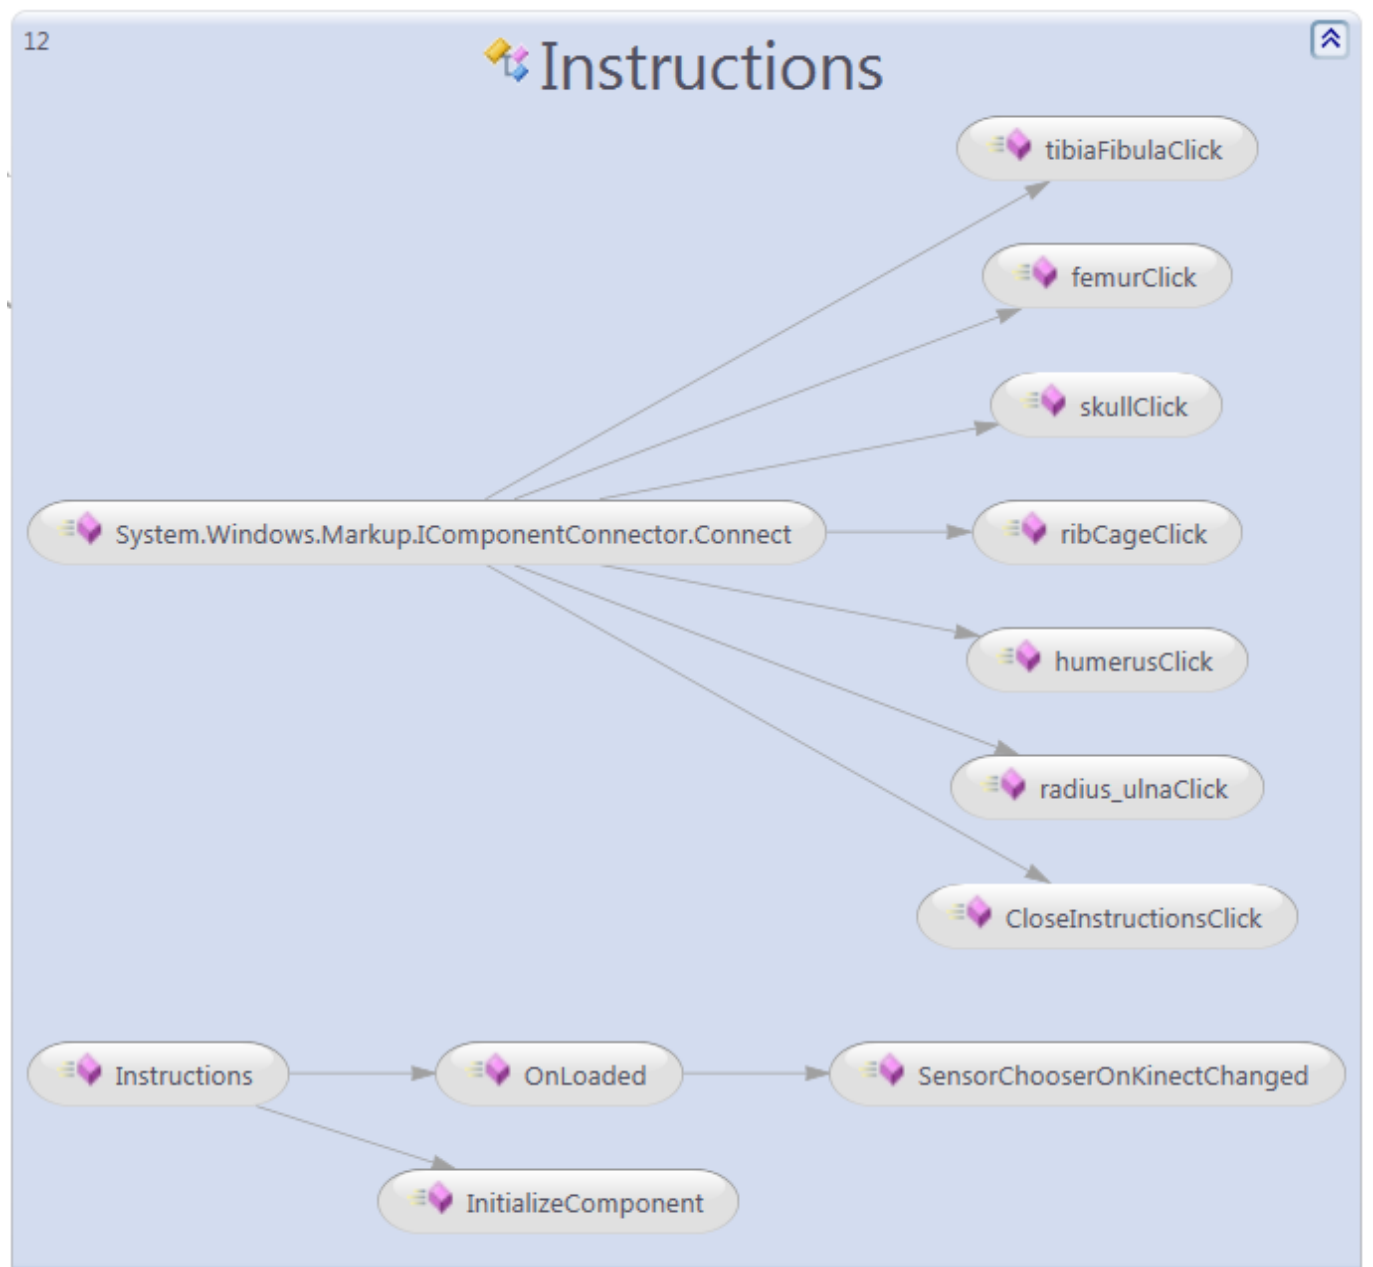 12
Instructions
tibiaFibulaClick
femurClick
skullClick
System.Windows.Markup.IComponentConnector.Connect
ribCageClick
humerusClick
radius_ulnaClick
CloseInstructionsClick
Instructions
OnLoaded
SensorChooserOnKinectChanged
InitializeComponent